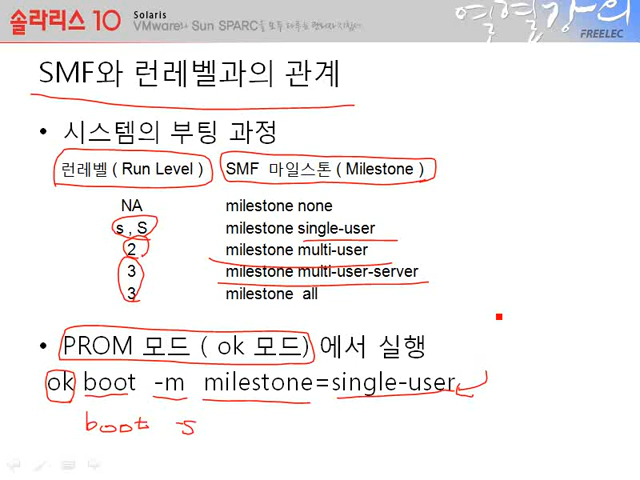 솔라리스 10
Solaris
VMware와 Sun SPARC을 모두 다루는
열혈강의
FREELEC
SMF와 런레벨과의 관계
• 시스템의 부팅 과정
런레벨 ( Run Level ) SMF 마일스톤 ( Milestone )
NA milestone none
s , S milestone single-user
2 milestone multi-user
3 milestone multi-user-server
3 milestone all
• PROM 모드 ( ok 모드) 에서 실행
ok boot -m milestone=single-user
boot -s